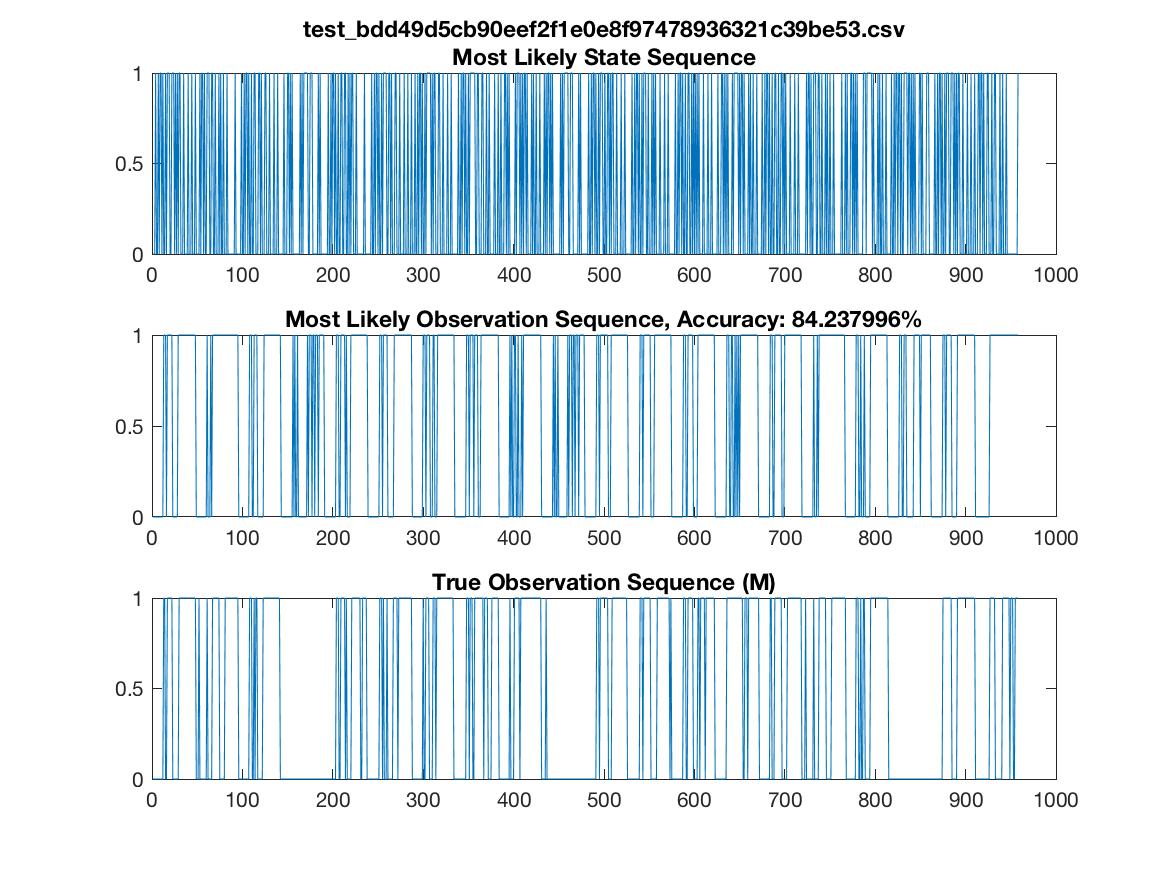 test_bdd49d5cb90eef2f1e0e8f97478936321c39be53.csv
Most Likely State Sequence
1
0.5
0
0 100 200 300 400 500 600 700 800 900 1000
Most Likely Observation Sequence, Accuracy: 84.237996%
1
0.5
0
0 100 200 300 400 500 600 700 800 900 1000
True Observation Sequence (M)
1
0.5
0
0 100 200 300 400 500 600 700 800 900 1000